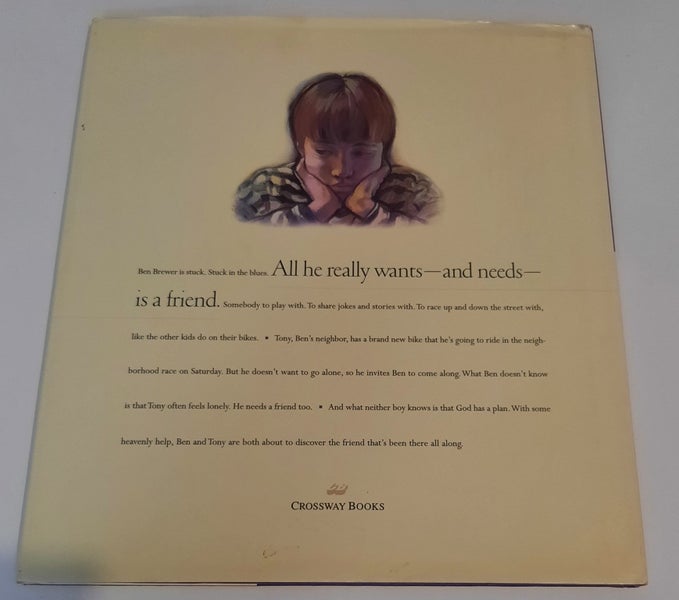 Ben Brewer is stuck. Stuck in the blues. All he really wants—and needs—
is a friend. Somebody to play with. To share jokes and stories with. To race up and down the street with,
like the other kids do on their bikes. ▪ Tony, Ben's neighbor, has a brand new bike that he's going to ride in the neigh-
borhood race on Saturday. But he doesn't want to go alone, so he invites Ben to come along. What Ben doesn't know
is that Tony often feels lonely. He needs a friend too. ▪ And what neither boy knows is that God has a plan. With some
heavenly help, Ben and Tony are both about to discover the friend that's been there all along.
CROSSWAY BOOKS